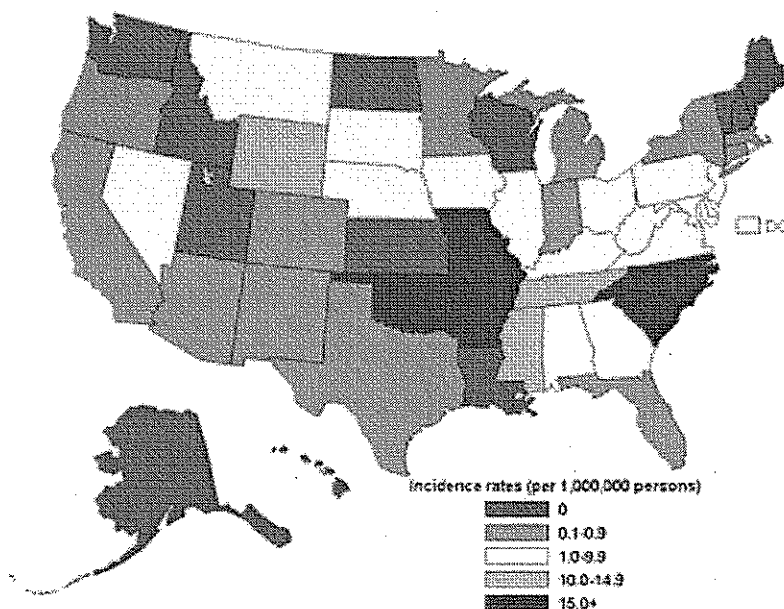 DC
Incidence rates (per 1,000,000 persons)
0
0.1-0.9
1.0-9.9
10.0-14.9
15.0+